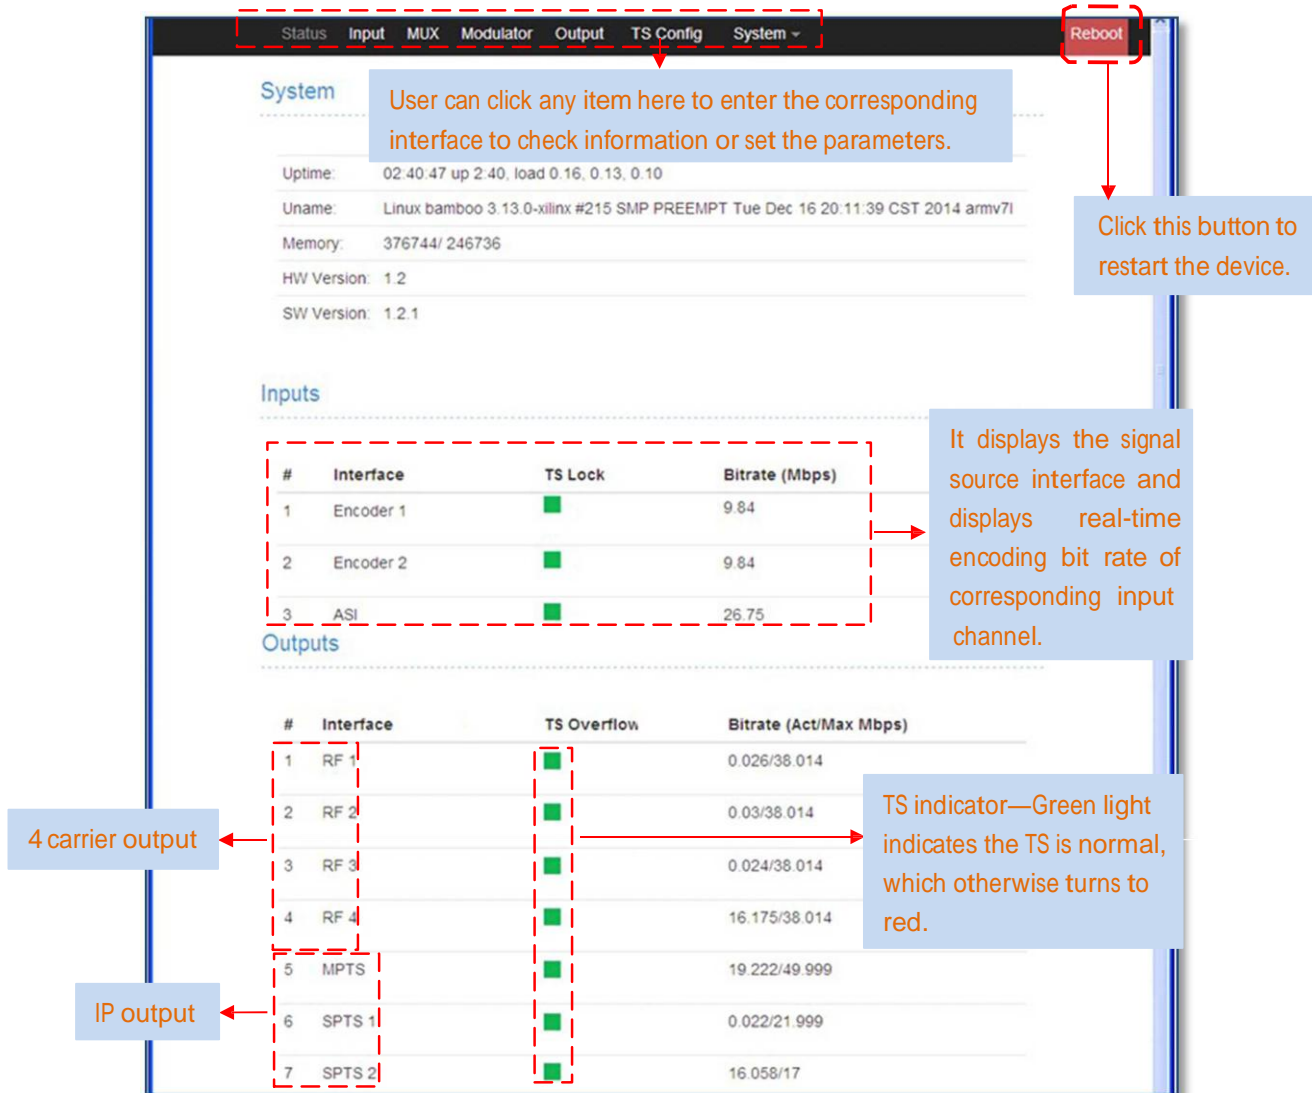 Status Input MUX Modulator Output TS Config System Reboot
System
User can click any item here to enter the corresponding
interface to check information or set the parameters.
Uptime: 02:40:47 up 2:40, load 0.16, 0.13, 0.10
Uname: Linux bamboo 3.13.0-xilinx #215 SMP PREEMPT Tue Dec 16 20:11:39 CST 2014 armv7l
Memory: 376744/ 246736
HW Version: 1.2
SW Version: 1.2.1
Click this button to
restart the device.
Inputs
# Interface TS Lock Bitrate (Mbps)
1 Encoder 1 9.84
2 Encoder 2 9.84
3 ASI 26.75
It displays the signal
source interface and
displays real-time
encoding bit rate of
corresponding input
channel.
Outputs
# Interface TS Overflow Bitrate (Act/Max Mbps)
1 RF 1 0.026/38.014
2 RF 2 0.03/38.014
3 RF 3 0.024/38.014
4 RF 4 16.175/38.014
5 MPTS 19.222/49.999
6 SPTS 1 0.022/21.999
7 SPTS 2 16.058/17
4 carrier output
IP output
TS indicator—Green light
indicates the TS is normal,
which otherwise turns to
red.